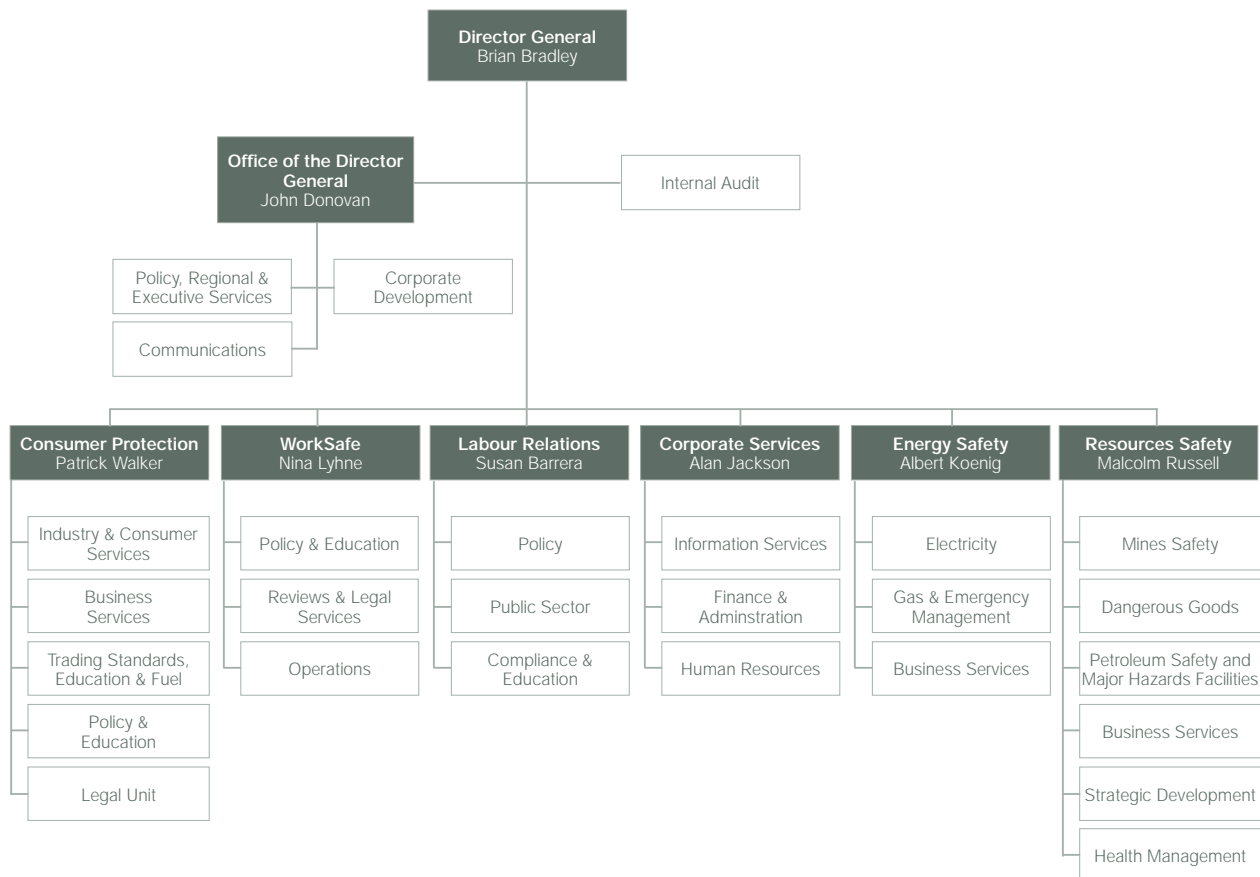 Director General
Brian Bradley
Office of the Director
General
John Donovan
Internal Audit
Policy, Regional &
Executive Services
Corporate
Development
Communications
Consumer Protection
Patrick Walker
Industry & Consumer
Services
Business
Services
Trading Standards,
Education & Fuel
Policy &
Education
Legal Unit
WorkSafe
Nina Lyhne
Policy & Education
Reviews & Legal
Services
Operations
Labour Relations
Susan Barrera
Policy
Public Sector
Compliance &
Education
Corporate Services
Alan Jackson
Information Services
Finance &
Adminstration
Human Resources
Energy Safety
Albert Koenig
Electricity
Gas & Emergency
Management
Business Services
Resources Safety
Malcolm Russell
Mines Safety
Dangerous Goods
Petroleum Safety and
Major Hazards Facilities
Business Services
Strategic Development
Health Management